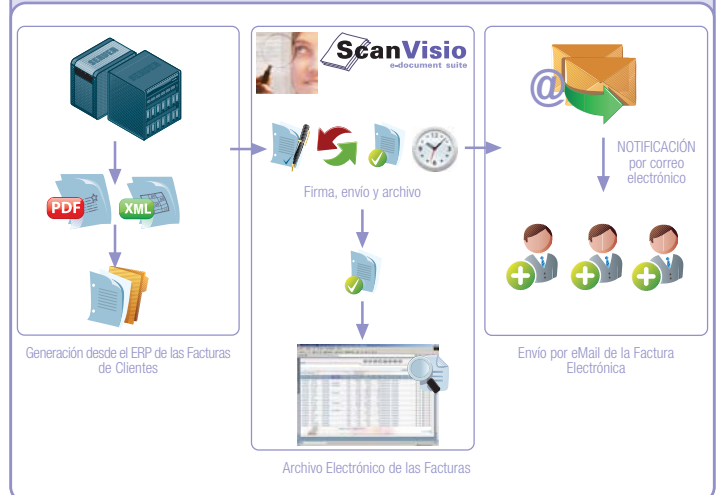 ScanVisio
e-document suite
PDF
XML
Generación desde el ERP de las Facturas
de Clientes
Firma, envío y archivo
Archivo Electrónico de las Facturas
@
NOTIFICACIÓN
por correo
electrónico
Envío por eMail de la Factura
Electrónica